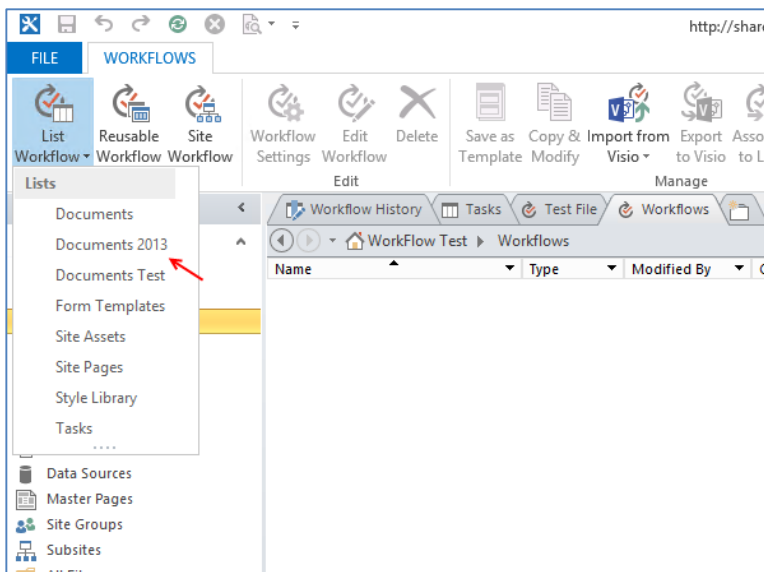 http://shar
FILE WORKFLOWS
List Workflow Reusable Workflow Site Workflow Workflow Settings Edit Workflow Delete Save as Template Copy & Modify Import from Visio Export to Visio Asso to L
Edit Manage
Lists
Documents
Documents 2013
Documents Test
Form Templates
Site Assets
Site Pages
Style Library
Tasks
Workflow History Tasks Test File Workflows
WorkFlow Test Workflows
Name Type Modified By
Data Sources
Master Pages
Site Groups
Subsites